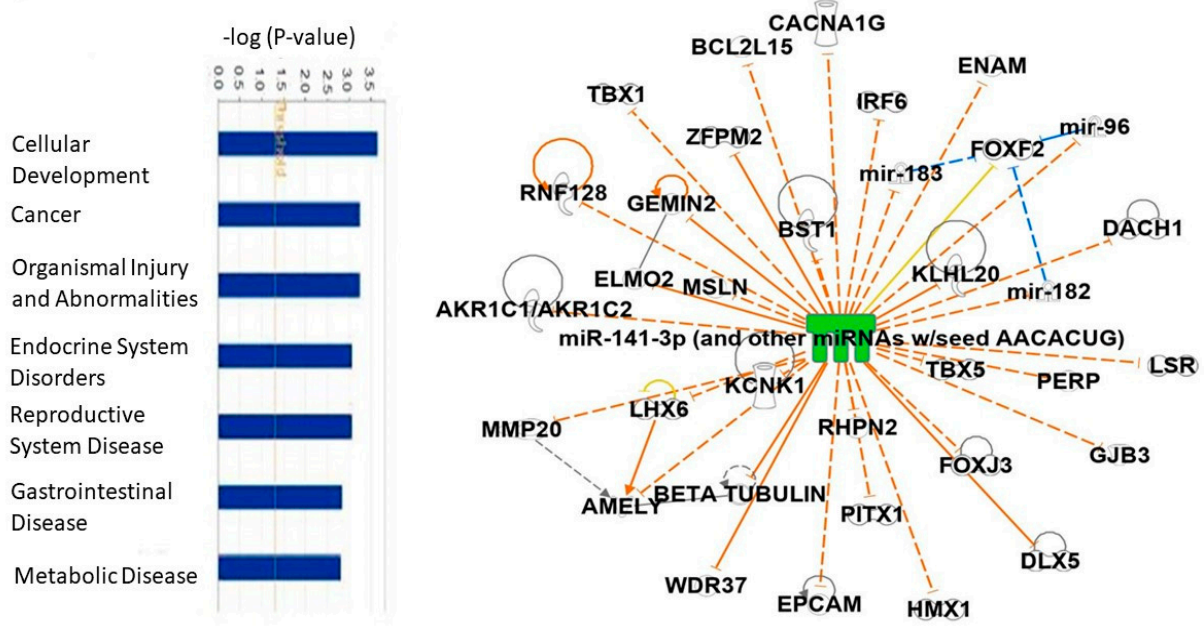 -log (P-value)
0.0
0.5
1.0
1.5
2.0
2.5
3.0
3.5
Threshold
Cellular
Development
Cancer
Organismal Injury
and Abnormalities
Endocrine System
Disorders
Reproductive
System Disease
Gastrointestinal
Disease
Metabolic Disease
CACNA1G
BCL2L15
ENAM
TBX1
IRF6
mir-96
ZFPM2
FOXF2
mir-183
RNF128
GEMIN2
BST1
DACH1
ELMO2
MSLN
KLHL20
mir-182
AKR1C1/AKR1C2
miR-141-3p (and other miRNAs w/seed AACACUG)
LSR
TBX5
PERP
KCNK1
LHX6
MMP20
RHPN2
GJB3
FOXJ3
BETA TUBULIN
AMELY
PITX1
DLX5
WDR37
EPCAM
HMX1